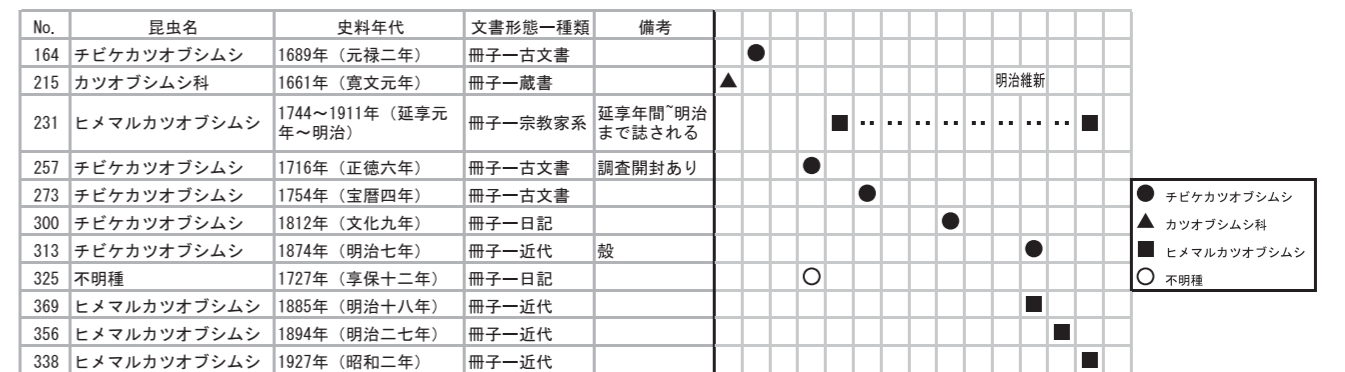 No. 昆虫名 史料年代 文書形態ー種類 備考
164 チビケカツオブシムシ 1689年（元禄二年） 冊子ー古文書
215 カツオブシムシ科 1661年（寛文元年） 冊子ー蔵書 明治維新
231 ヒメマルカツオブシムシ 1744～1911年（延享元年～明治） 冊子ー宗教家系 延享年間~明治まで誌される
257 チビケカツオブシムシ 1716年（正徳六年） 冊子ー古文書 調査開封あり
273 チビケカツオブシムシ 1754年（宝暦四年） 冊子ー古文書
300 チビケカツオブシムシ 1812年（文化九年） 冊子ー日記
313 チビケカツオブシムシ 1874年（明治七年） 冊子ー近代 殻
325 不明種 1727年（享保十二年） 冊子ー日記
369 ヒメマルカツオブシムシ 1885年（明治十八年） 冊子ー近代
356 ヒメマルカツオブシムシ 1894年（明治二七年） 冊子ー近代
338 ヒメマルカツオブシムシ 1927年（昭和二年） 冊子ー近代
● チビケカツオブシムシ
▲ カツオブシムシ科
■ ヒメマルカツオブシムシ
○ 不明種